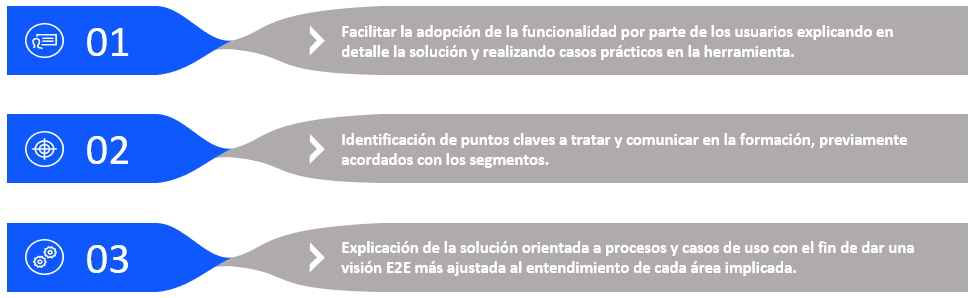 01
Facilitar la adopción de la funcionalidad por parte de los usuarios explicando en
detalle la solución y realizando casos prácticos en la herramienta.
02
Identificación de puntos claves a tratar y comunicar en la formación, previamente
acordados con los segmentos.
03
Explicación de la solución orientada a procesos y casos de uso con el fin de dar una
visión E2E más ajustada al entendimiento de cada área implicada.